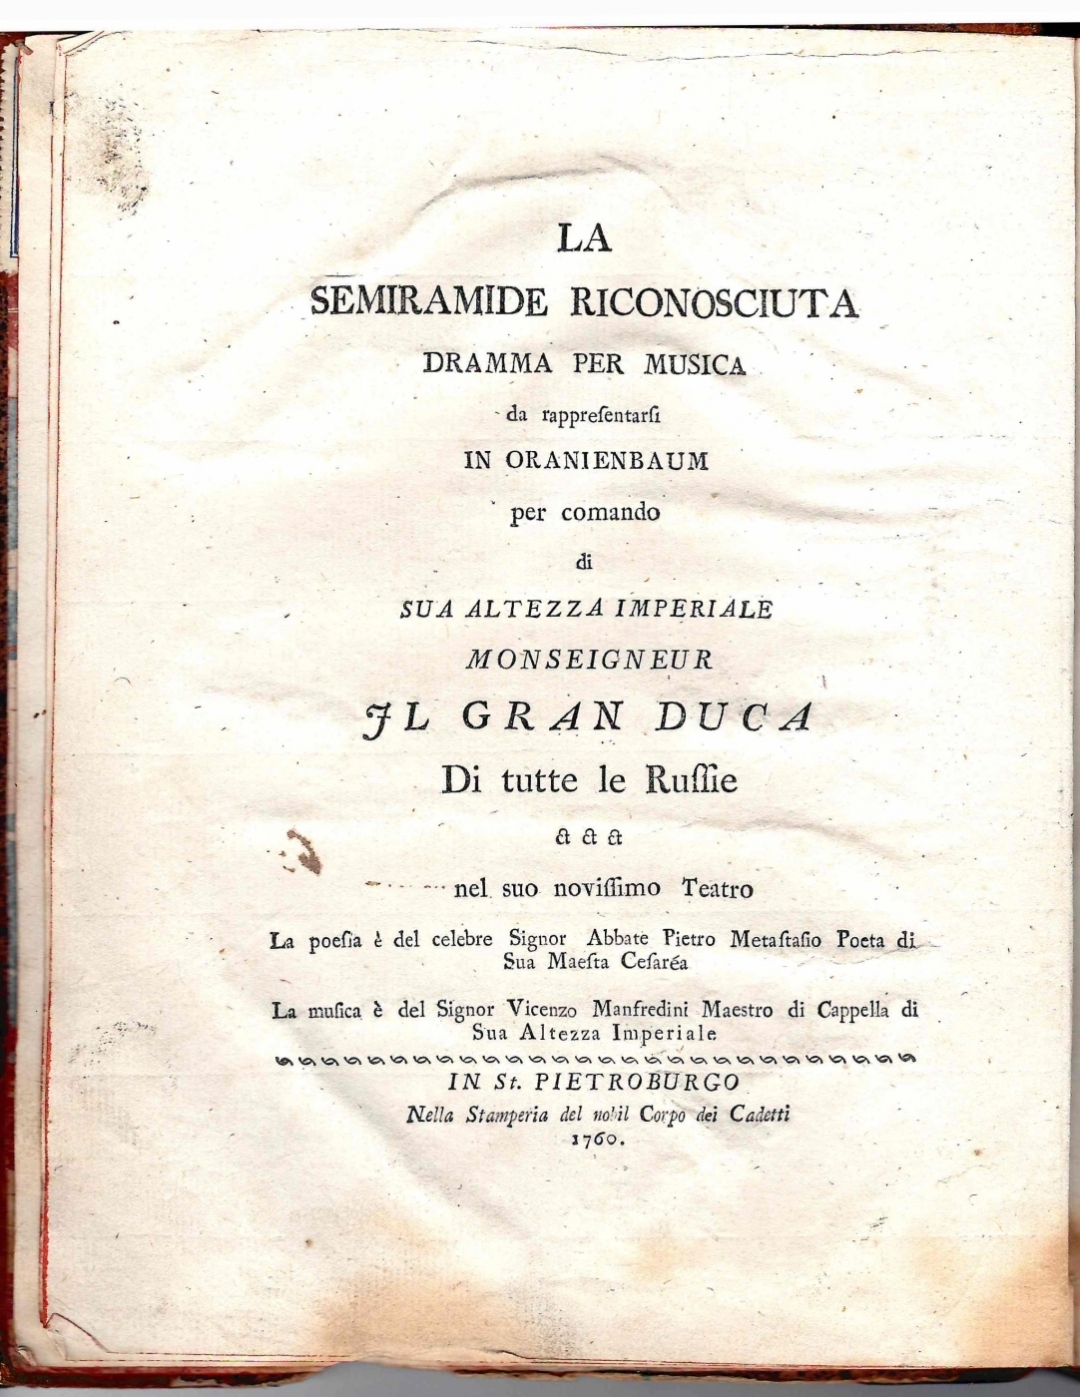 LA
SEMIRAMIDE RICONOSCIUTA
DRAMMA PER MUSICA
da rappreſentarſi
IN ORANIENBAUM
per comando
di
SUA ALTEZZA IMPERIALE
MONSEIGNEUR
JL GRAN DUCA
Di tutte le Ruſſie
& & &
nel suo noviſſimo Teatro
La poeſia è del celebre Signor Abbate Pietro Metaſtaſio Poeta di
Sua Maeſta Ceſaréa
La muſica è del Signor Vicenzo Manfredini Maestro di Cappella di
Sua Altezza Imperiale
IN St. PIETROBURGO
Nella Stamperia del nobil Corpo dei Cadetti
1760.